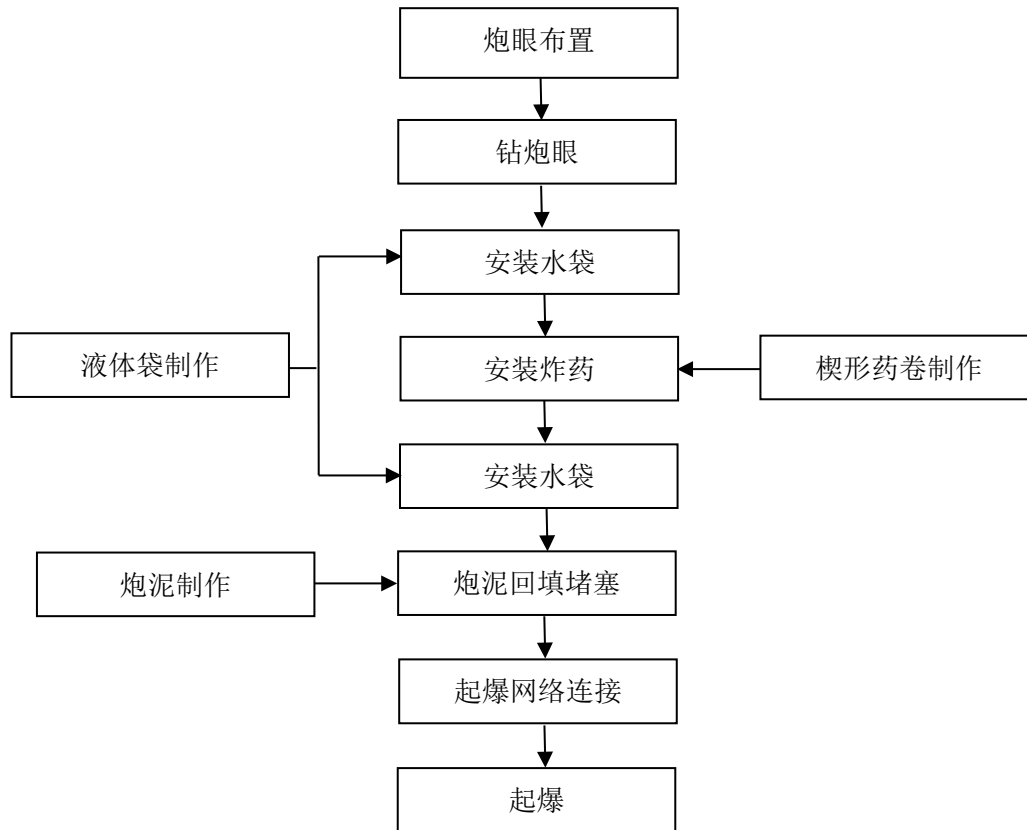 炮眼布置
钻炮眼
安装水袋
液体袋制作
安装炸药
楔形药卷制作
安装水袋
炮泥制作
炮泥回填堵塞
起爆网络连接
起爆